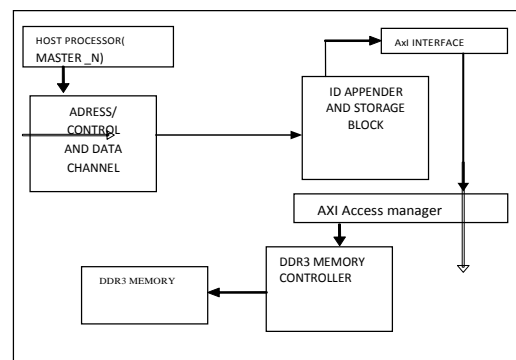 HOST PROCESSOR(
MASTER _N)
AxI INTERFACE
ADRESS/
CONTROL
AND DATA
CHANNEL
ID APPENDER
AND STORAGE
BLOCK
AXI Access manager
DDR3 MEMORY
CONTROLLER
DDR3 MEMORY